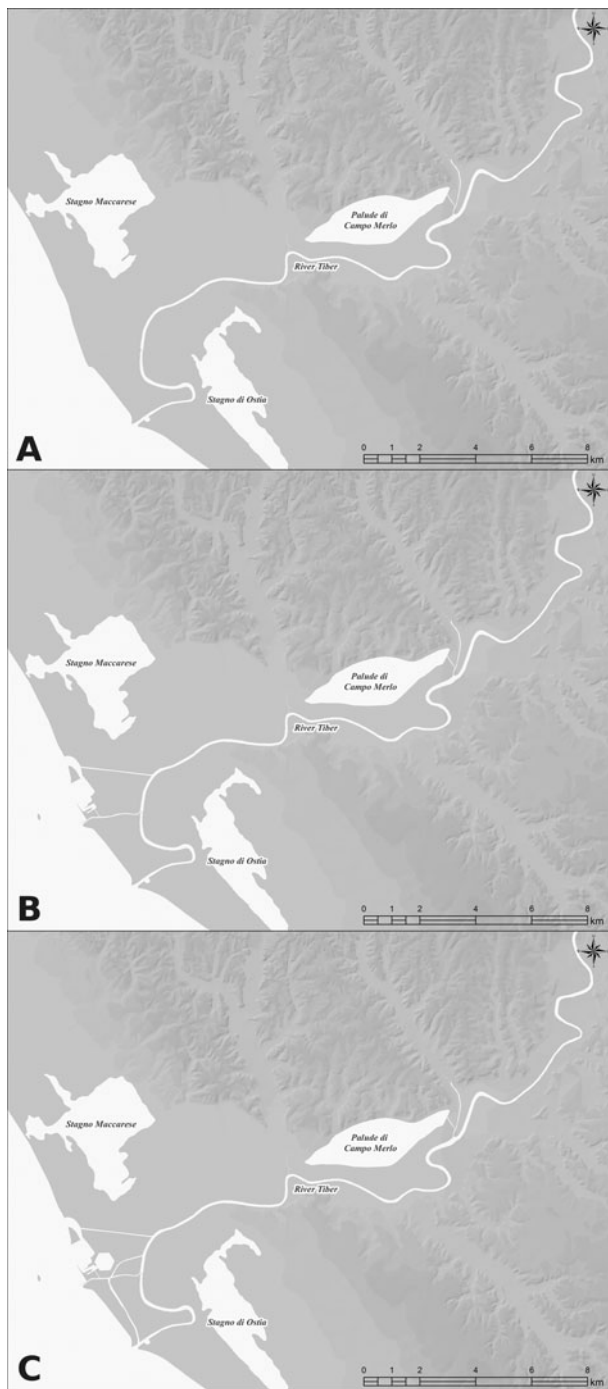 Stagno Maccarese
Palude di
Campo Merlo
River Tiber
Stagno di Ostia
A
0 1 2 4 6 8
km
Stagno Maccarese
Palude di
Campo Merlo
River Tiber
Stagno di Ostia
B
0 1 2 4 6 8
km
Stagno Maccarese
Palude di
Campo Merlo
River Tiber
Stagno di Ostia
C
0 1 2 4 6 8
km